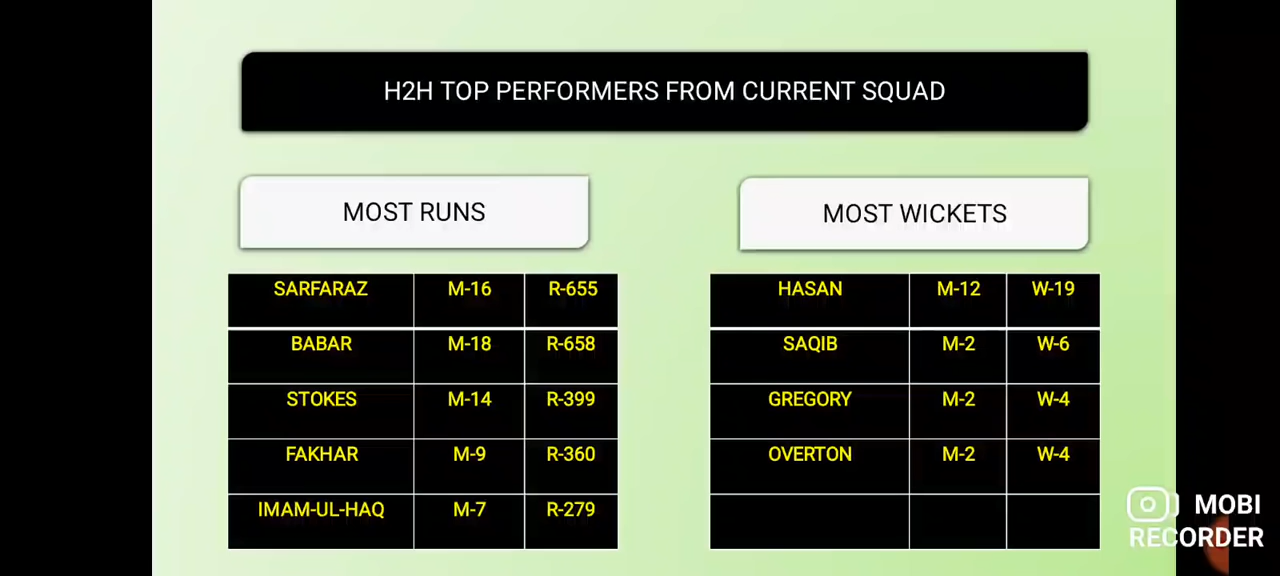 H2H TOP PERFORMERS FROM CURRENT SQUAD
MOST RUNS
SARFARAZ M-16 R-655
BABAR M-18 R-658
STOKES M-14 R-399
FAKHAR M-9 R-360
IMAM-UL-HAQ M-7 R-279
MOST WICKETS
HASAN M-12 W-19
SAQIB M-2 W-6
GREGORY M-2 W-4
OVERTON M-2 W-4
MOBI
RECORDER